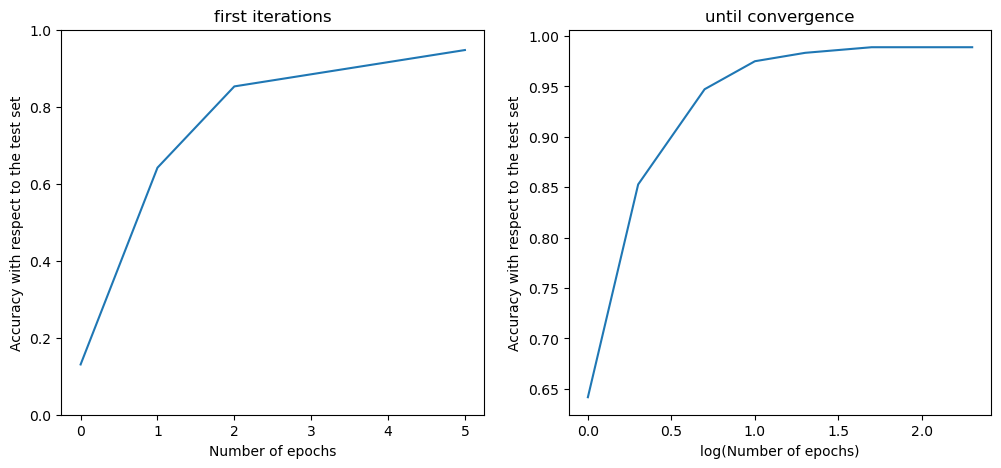 first iterations
Accuracy with respect to the test set
1.0
0.8
0.6
0.4
0.2
0.0
0 1 2 3 4 5
Number of epochs
until convergence
Accuracy with respect to the test set
1.00
0.95
0.90
0.85
0.80
0.75
0.70
0.65
0.0 0.5 1.0 1.5 2.0
log(Number of epochs)